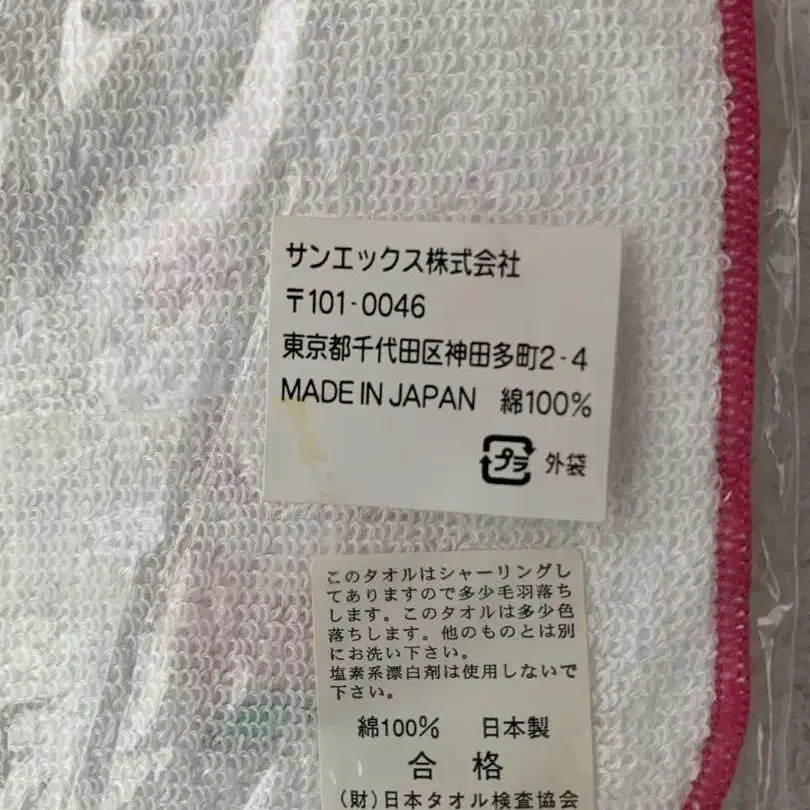 サンエックス株式会社
〒101-0046
東京都千代田区神田多町2-4
MADE IN JAPAN 綿100%
プラ 外袋
このタオルはシャーリングし
てありますので多少毛羽落ち
します。このタオルは多少色
落ちします。他のものとは別
にお洗い下さい。
塩素系漂白剤は使用しないで
下さい。
綿100% 日本製
合格
(財)日本タオル検査協会